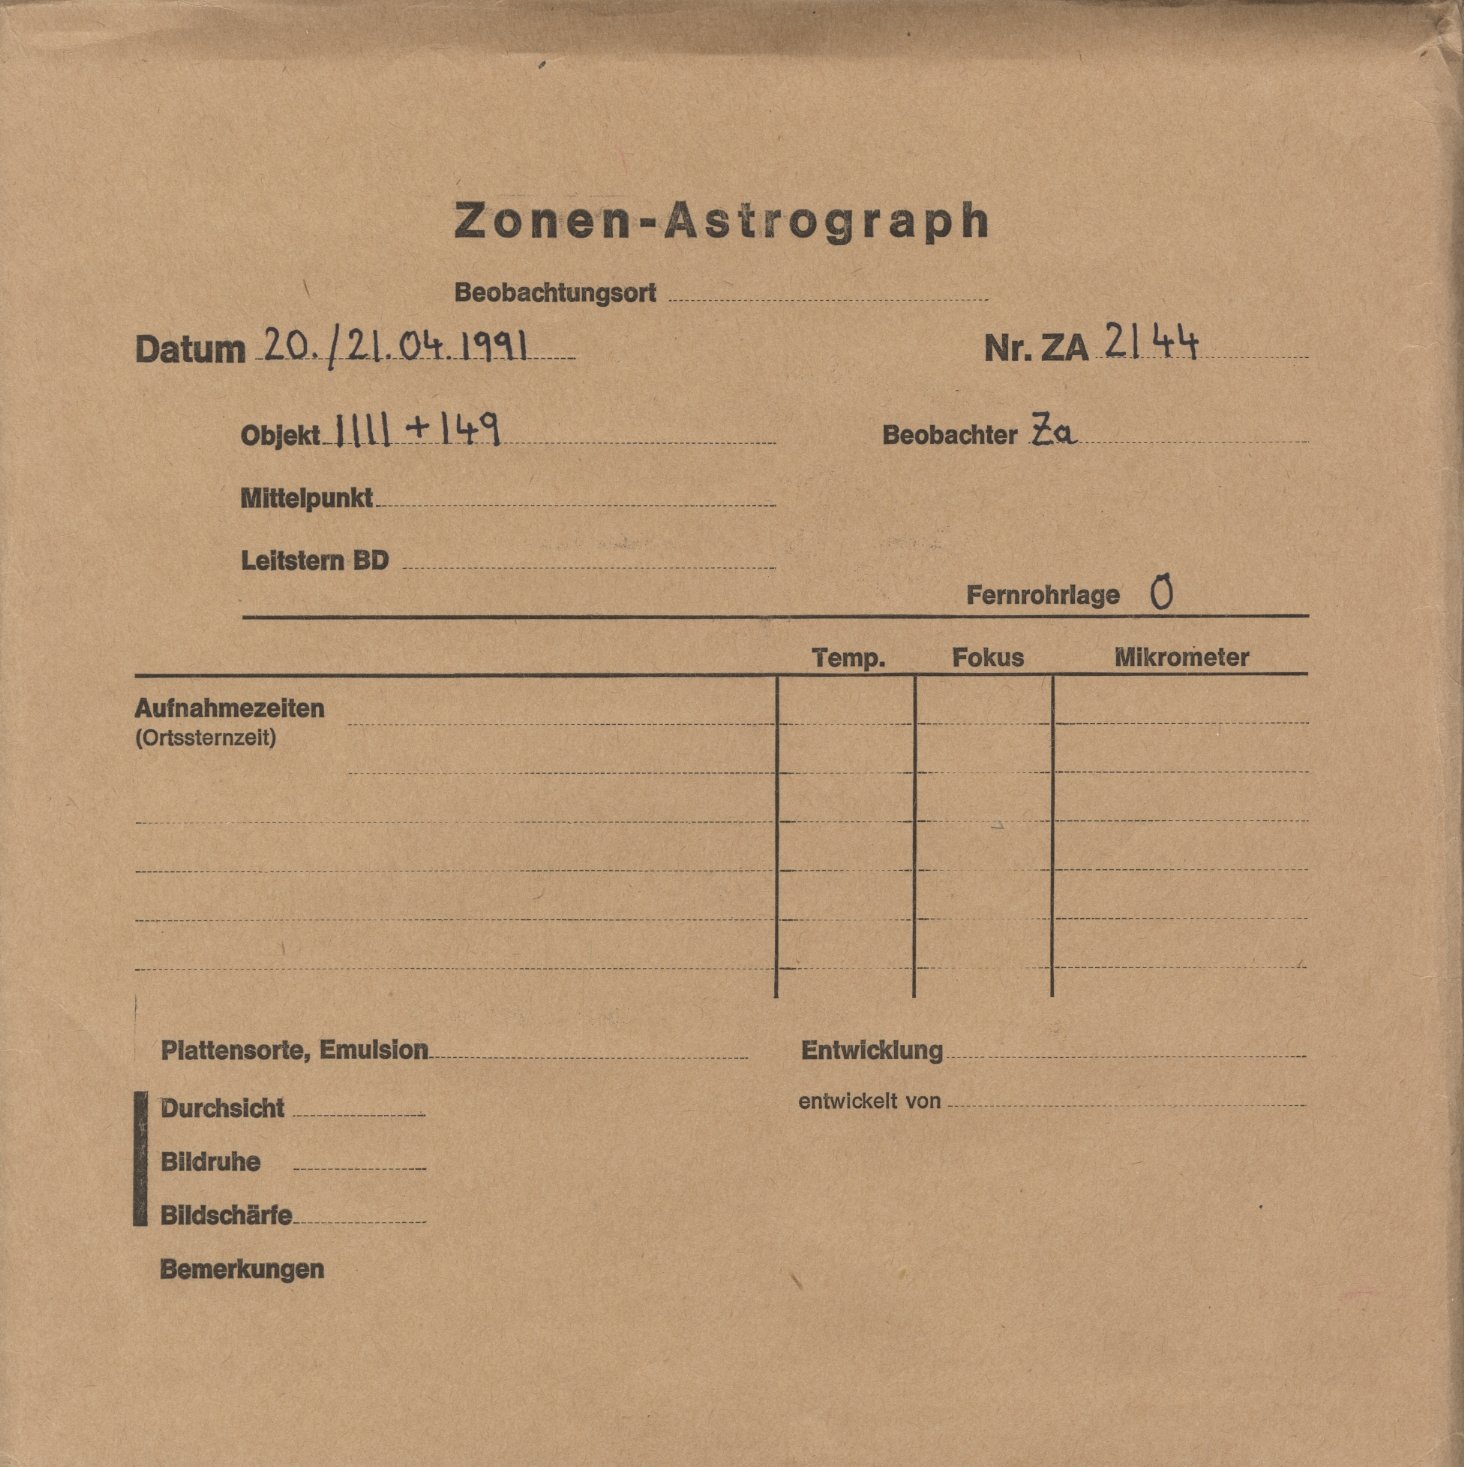 Zonen-Astrograph
Beobachtungsort
Datum 20./21.04.1991 Nr. ZA 2144
Objekt 1111+149 Beobachter Za
Mittelpunkt
Leitstern BD
Fernrohrlage O
Temp. Fokus Mikrometer
Aufnahmezeiten
(Ortssternzeit)
Plattensorte, Emulsion Entwicklung
Durchsicht entwickelt von
Bildruhe
Bildschärfe
Bemerkungen